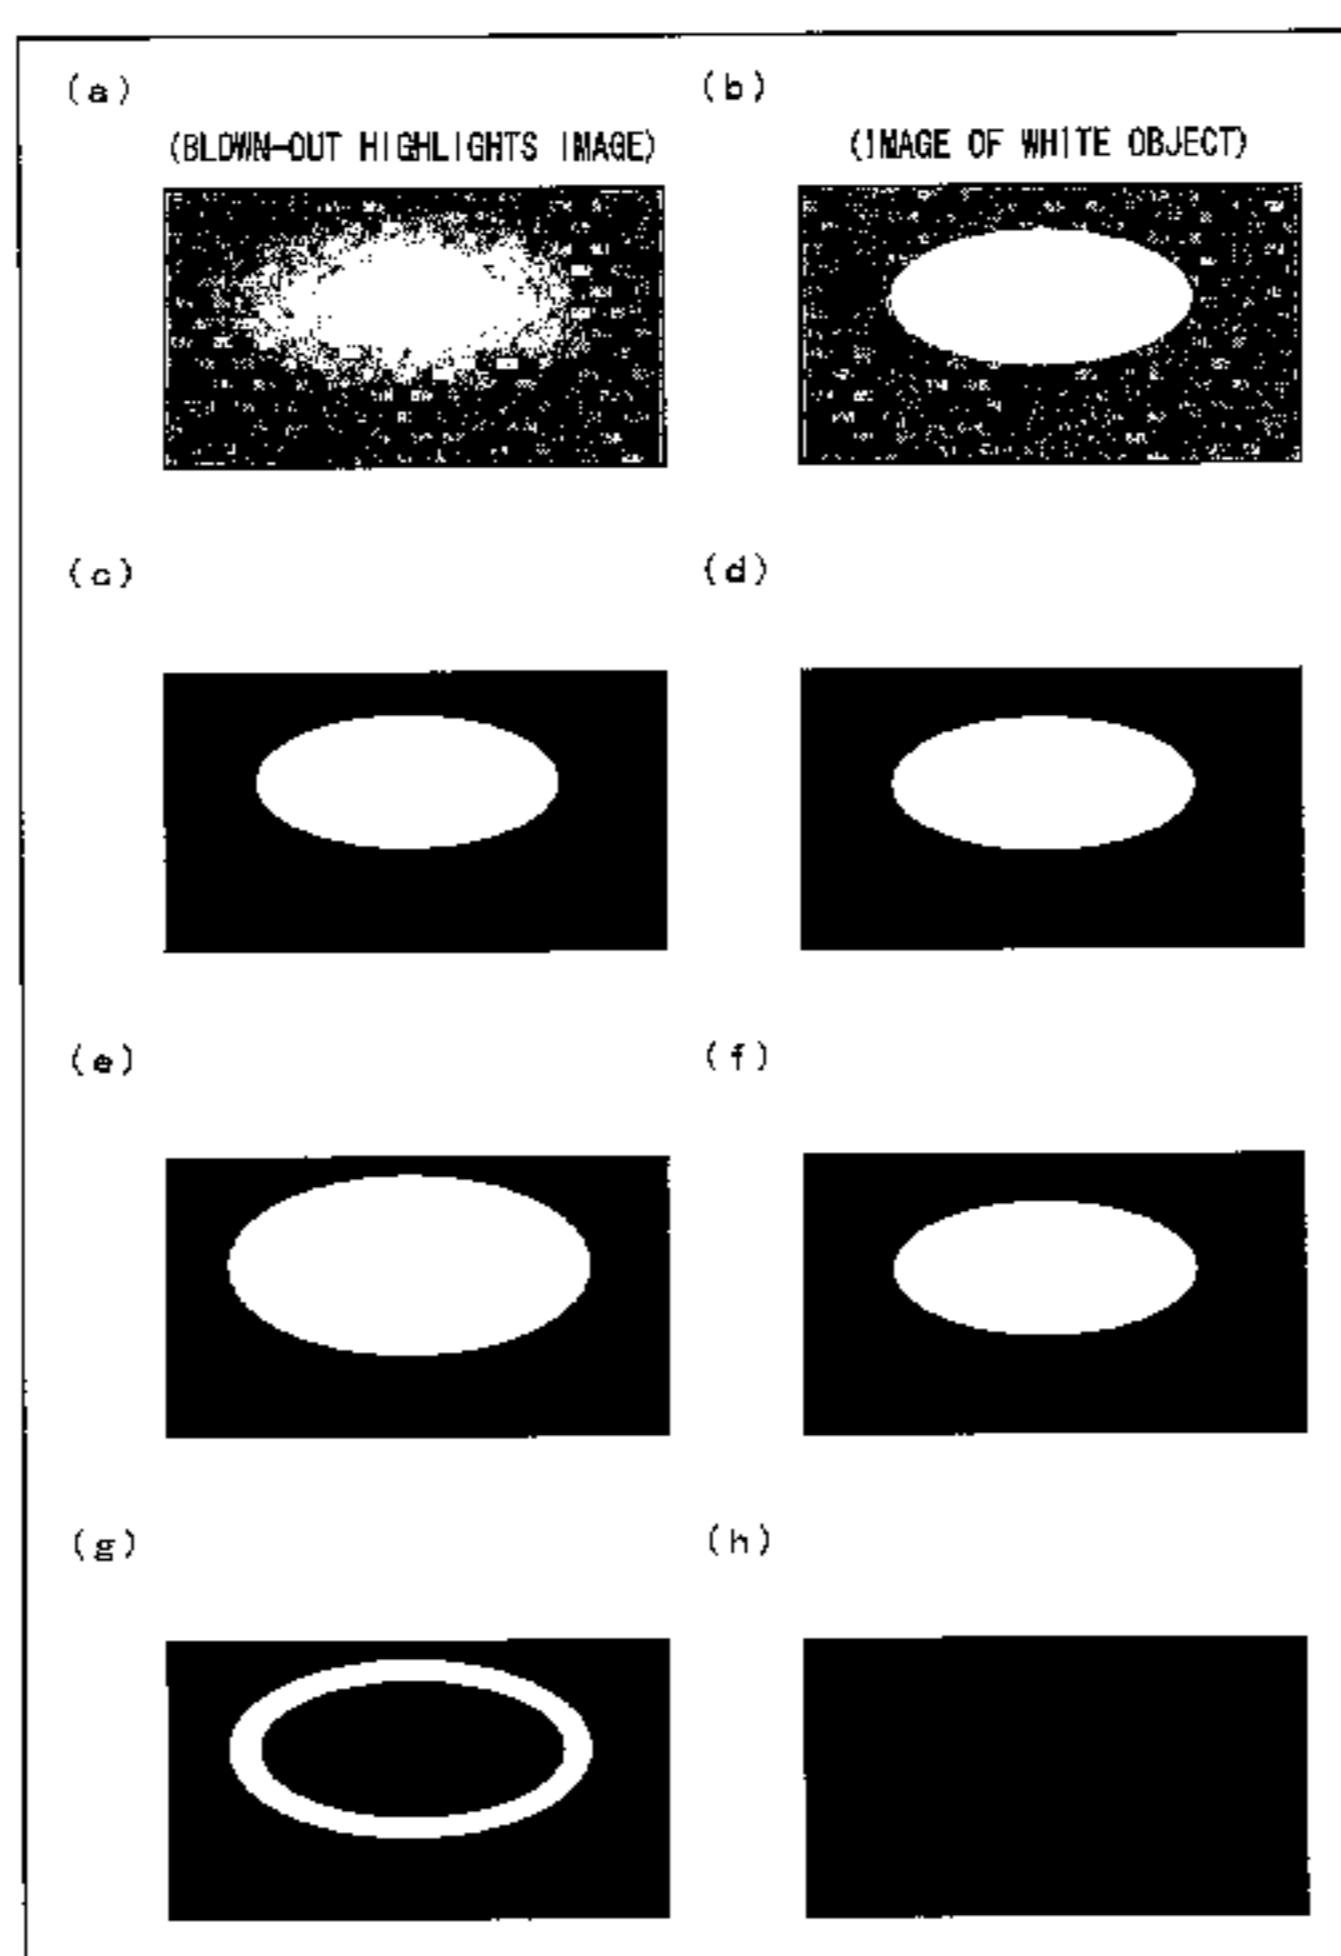 (a)
(b)
(BLOWN-OUT HIGHLIGHTS IMAGE)
(IMAGE OF WHITE OBJECT)
(c)
(d)
(e)
(f)
(g)
(h)